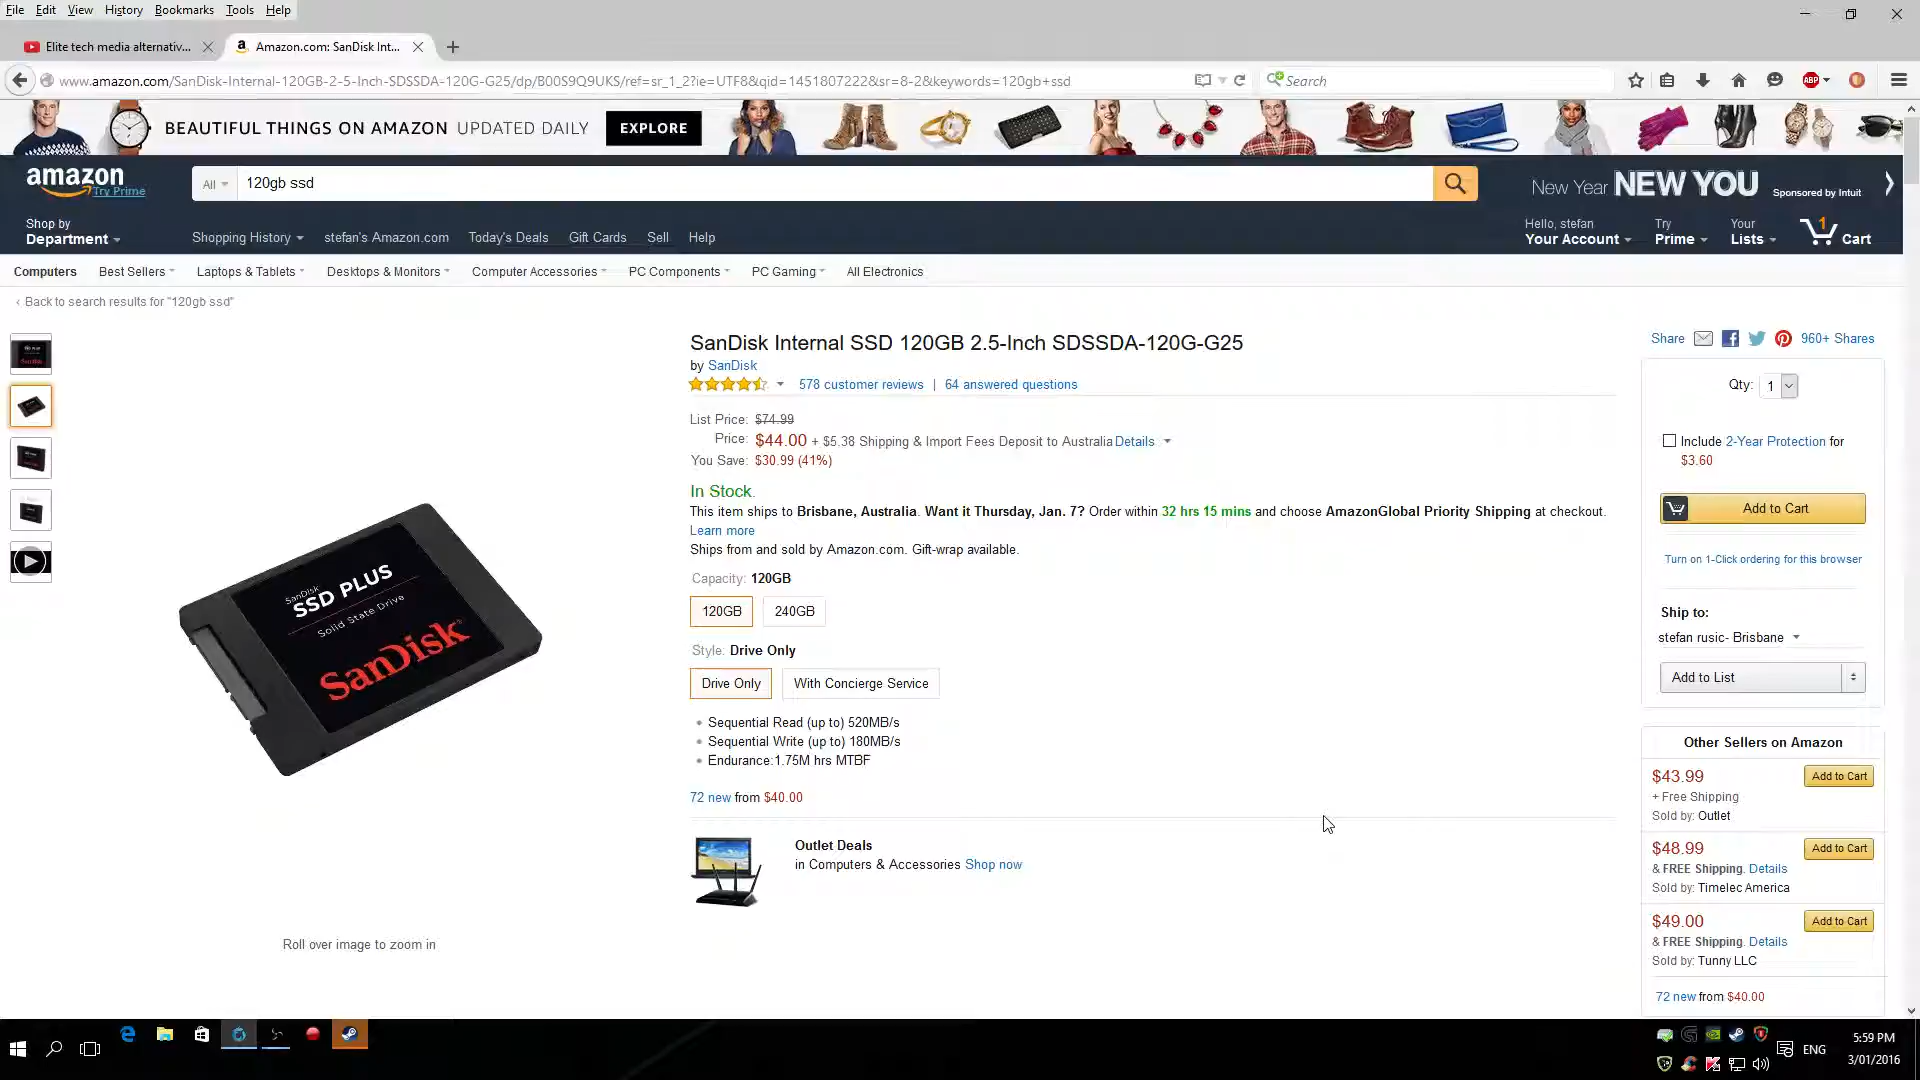 File Edit View History Bookmarks Tools Help
Elite tech media alternativ...
Amazon.com: SanDisk Int...
www.amazon.com/SanDisk-Internal-120GB-2-5-Inch-SDSSDA-120G-G25/dp/B00S9Q9UKS/ref=sr_1_2?ie=UTF8&qid=1451807222&sr=8-2&keywords=120gb+ssd
Search
ABP
BEAUTIFUL THINGS ON AMAZON UPDATED DAILY EXPLORE
amazon
Try Prime
All
120gb ssd
New Year NEW YOU Sponsored by Intuit
Shop by
Department
Shopping History stefan's Amazon.com Today's Deals Gift Cards Sell Help
Hello, stefan
Your Account
Try
Prime
Your
Lists
1
Cart
Computers Best Sellers Laptops & Tablets Desktops & Monitors Computer Accessories PC Components PC Gaming All Electronics
‹ Back to search results for "120gb ssd"
SanDisk
SSD PLUS
Solid State Drive
SanDisk
Roll over image to zoom in
SanDisk Internal SSD 120GB 2.5-Inch SDSSDA-120G-G25
by SanDisk
578 customer reviews | 64 answered questions
List Price: $74.99
Price: $44.00 + $5.38 Shipping & Import Fees Deposit to Australia Details
You Save: $30.99 (41%)
In Stock.
This item ships to Brisbane, Australia. Want it Thursday, Jan. 7? Order within 32 hrs 15 mins and choose AmazonGlobal Priority Shipping at checkout.
Learn more
Ships from and sold by Amazon.com. Gift-wrap available.
Capacity: 120GB
120GB 240GB
Style: Drive Only
Drive Only With Concierge Service
Sequential Read (up to) 520MB/s
Sequential Write (up to) 180MB/s
Endurance:1.75M hrs MTBF
72 new from $40.00
Outlet Deals
in Computers & Accessories Shop now
Share 960+ Shares
Qty: 1
Include 2-Year Protection for
$3.60
Add to Cart
Turn on 1-Click ordering for this browser
Ship to:
stefan rusic- Brisbane
Add to List
Other Sellers on Amazon
$43.99 Add to Cart
+ Free Shipping
Sold by: Outlet
$48.99 Add to Cart
& FREE Shipping. Details
Sold by: Timelec America
$49.00 Add to Cart
& FREE Shipping. Details
Sold by: Tunny LLC
72 new from $40.00
ENG
5:59 PM
3/01/2016